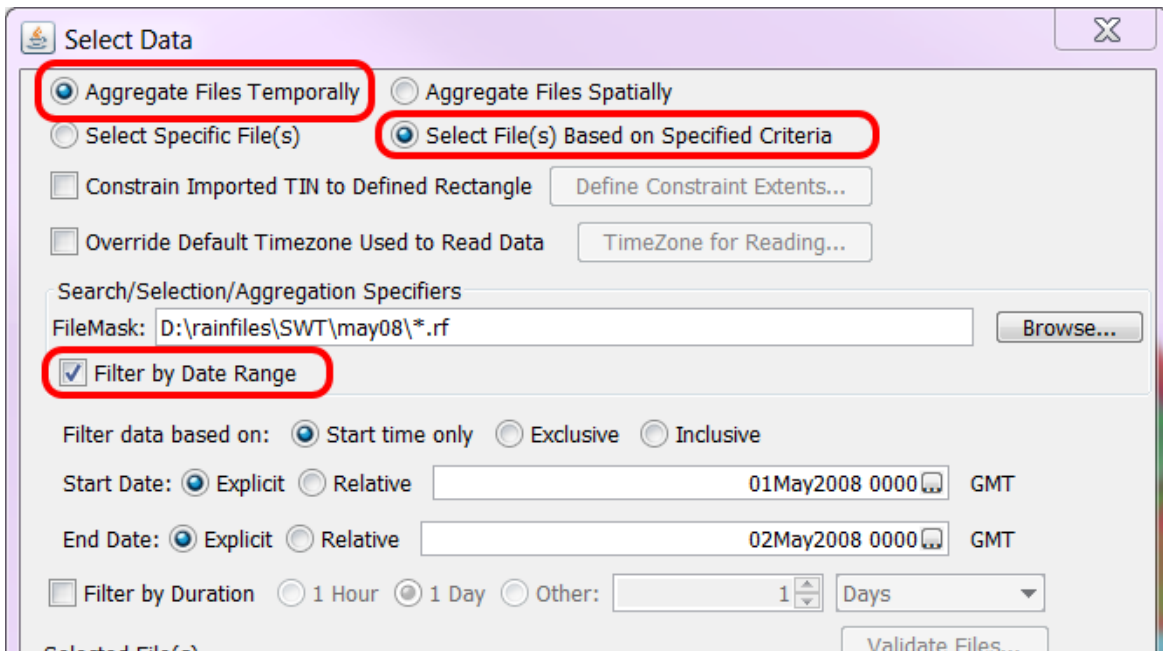 Select Data
Aggregate Files Temporally Aggregate Files Spatially
Select Specific File(s) Select File(s) Based on Specified Criteria
Constrain Imported TIN to Defined Rectangle Define Constraint Extents...
Override Default Timezone Used to Read Data TimeZone for Reading...
Search/Selection/Aggregation Specifiers
FileMask: D:\rainfiles\SWT\may08\*.rf Browse...
Filter by Date Range
Filter data based on: Start time only Exclusive Inclusive
Start Date: Explicit Relative 01May2008 0000 ... GMT
End Date: Explicit Relative 02May2008 0000 ... GMT
Filter by Duration 1 Hour 1 Day Other: 1 Days
Selected File(s) Validate Files...